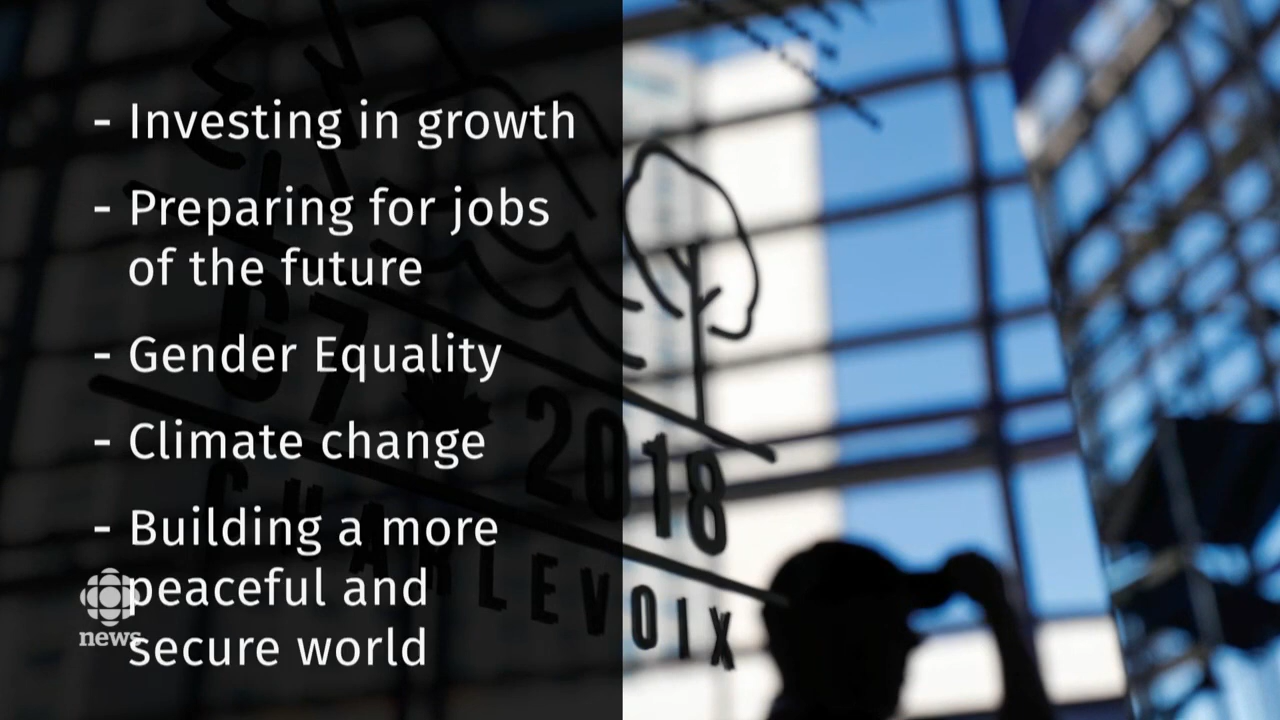 - Investing in growth
- Preparing for jobs
of the future
- Gender Equality
- Climate change
- Building a more
peaceful and
secure world
news
G7
2018
CHARLEVOIX